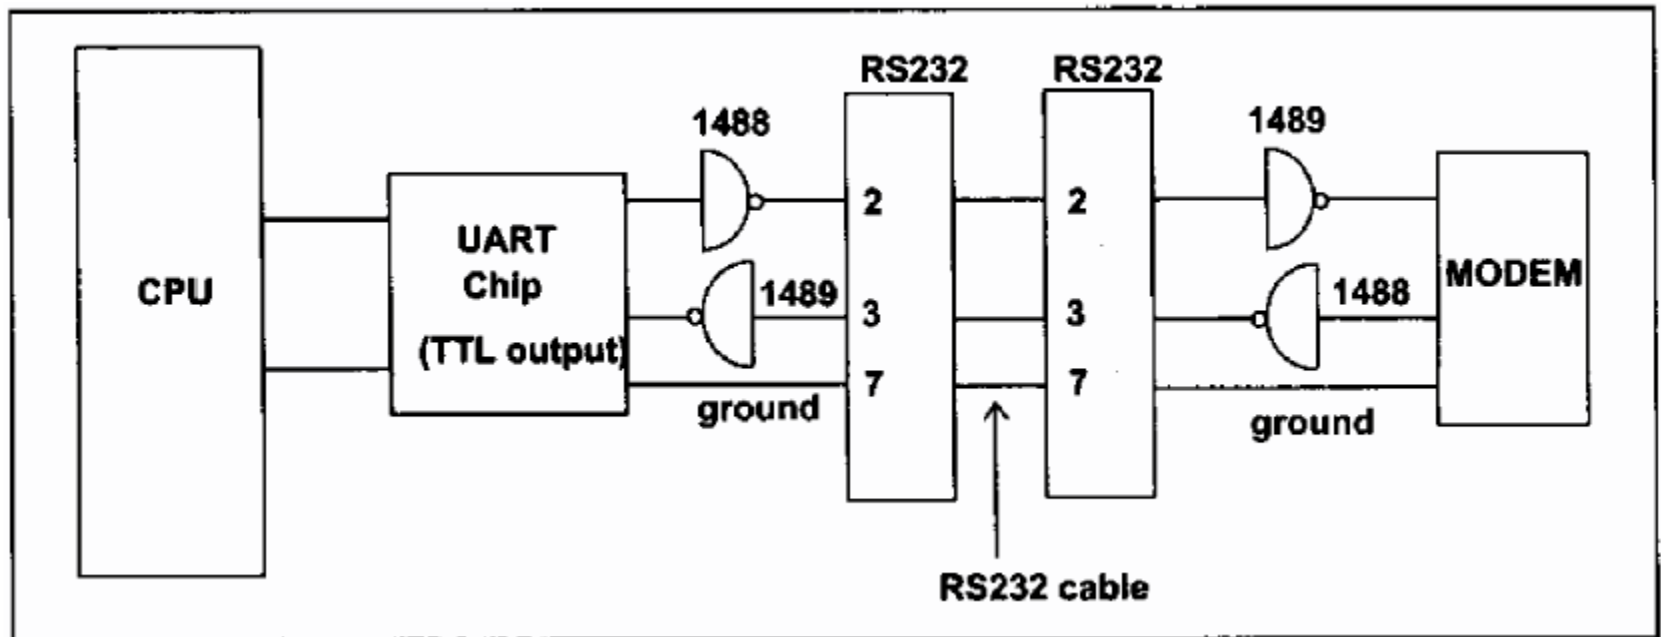 RS232
RS232
1488
1489
2
2
UART
Chip
(TTL output)
CPU
1489
3
3
1488
MODEM
7
7
ground
ground
RS232 cable